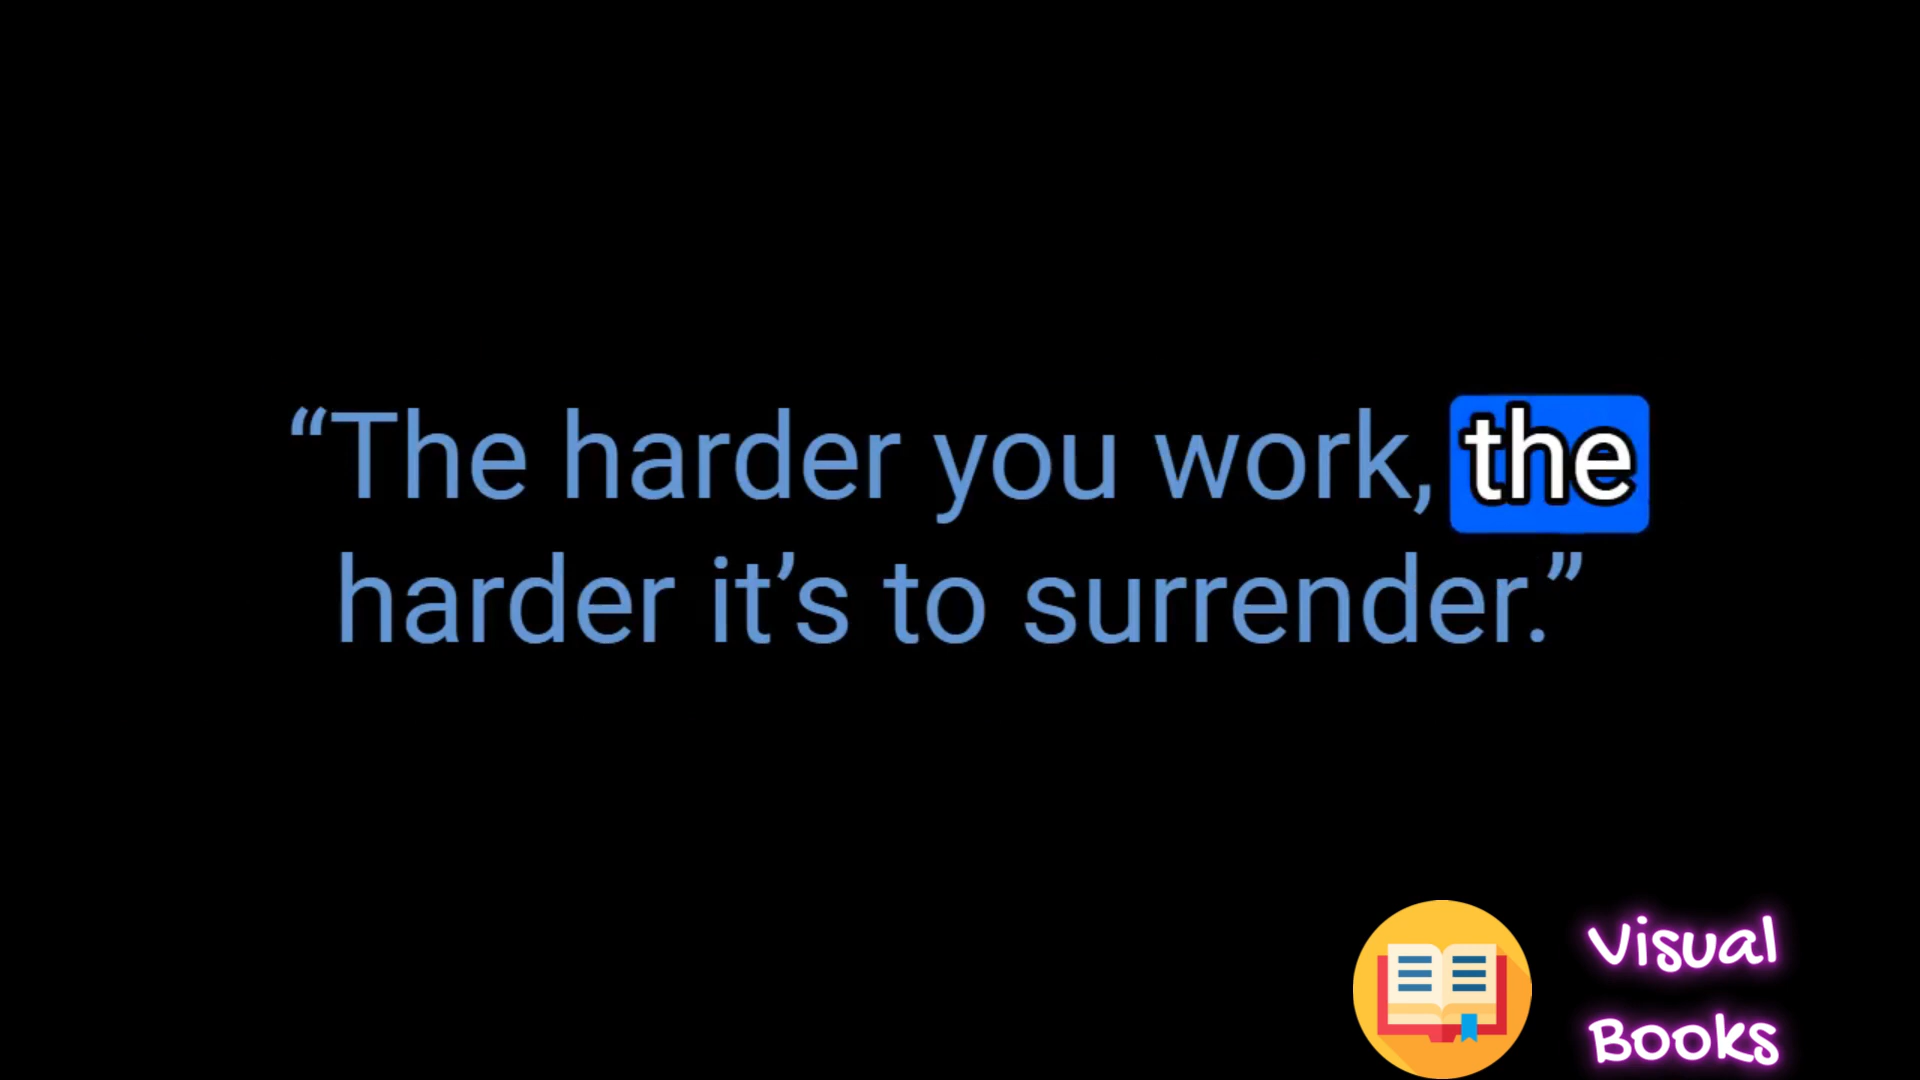 “The harder you work, the
harder it’s to surrender.”
Visual
Books